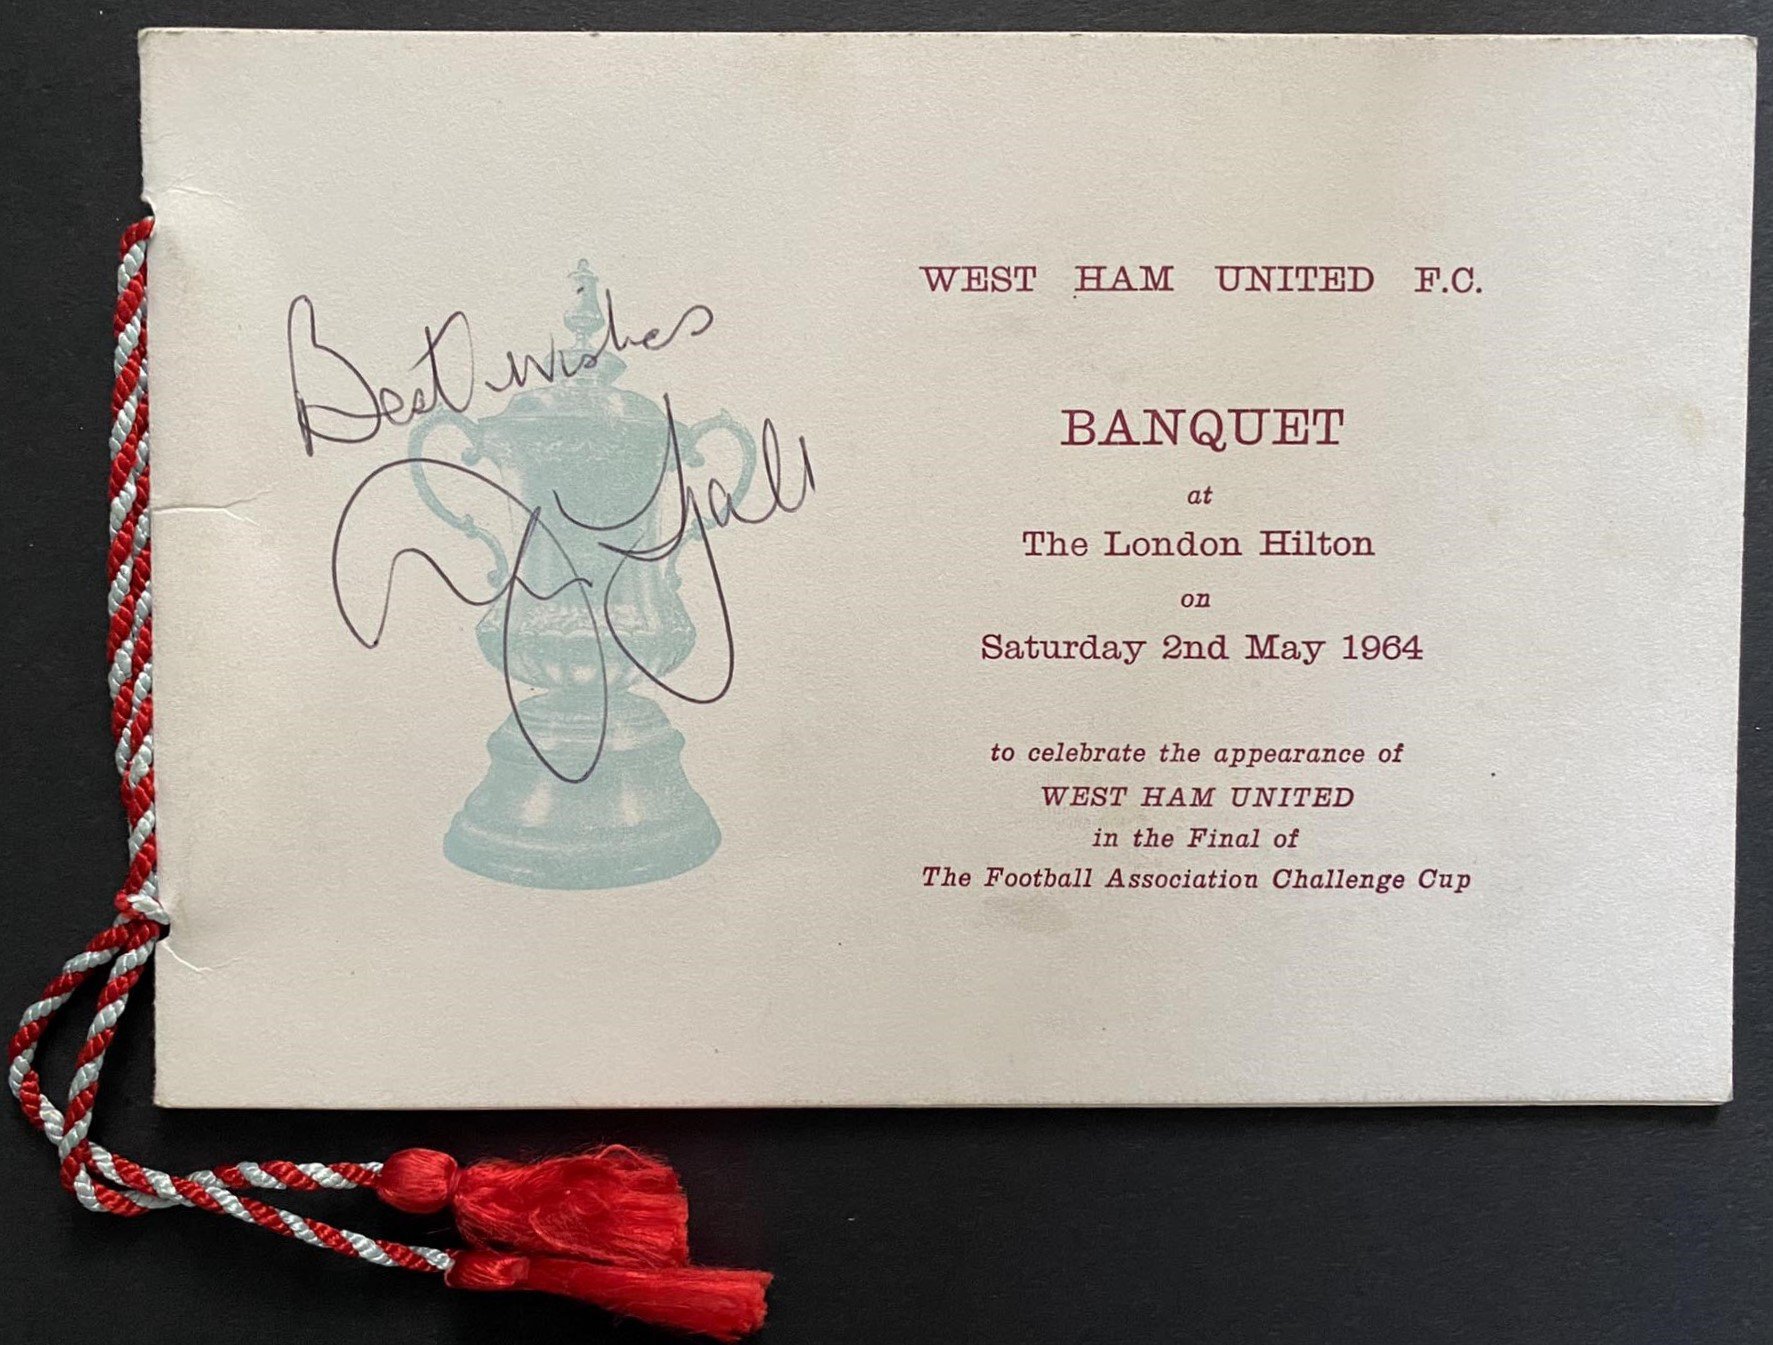 Best wishes
WEST HAM UNITED F.C.
BANQUET
at
The London Hilton
on
Saturday 2nd May 1964
to celebrate the appearance of
WEST HAM UNITED
in the Final of
The Football Association Challenge Cup